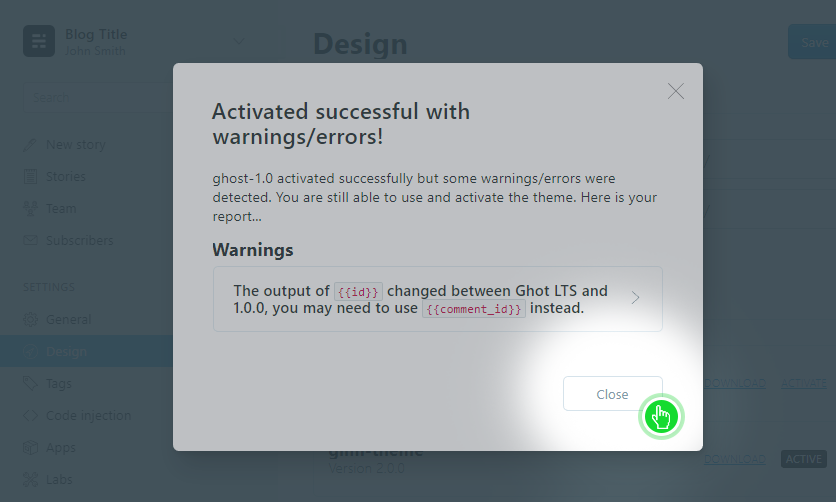 Blog Title
John Smith
Search
New story
Stories
Team
Subscribers
SETTINGS
General
Design
Tags
Code injection
Apps
Labs
Design
Save
Activated successful with
warnings/errors!
ghost-1.0 activated successfully but some warnings/errors were
detected. You are still able to use and activate the theme. Here is your
report...
Warnings
The output of {{id}} changed between Ghot LTS and
1.0.0, you may need to use {{comment_id}} instead.
Close
DOWNLOAD ACTIVATE
Version 2.0.0
DOWNLOAD ACTIVE